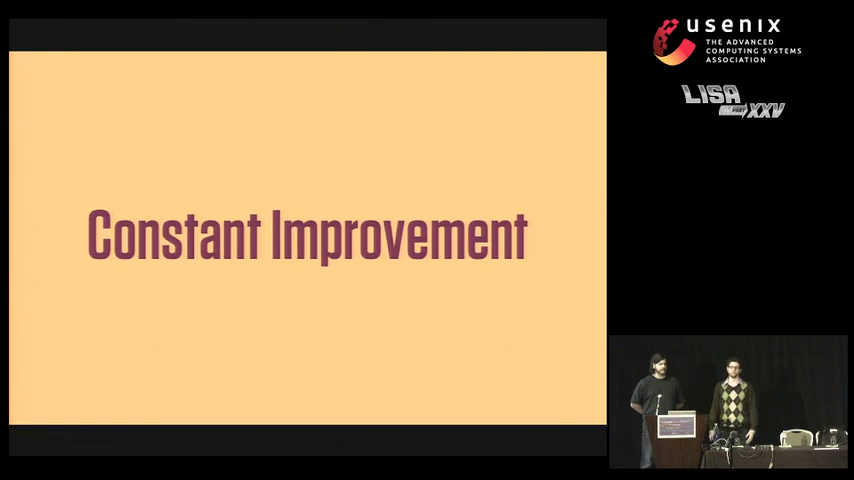 Constant Improvement
usenix
THE ADVANCED
COMPUTING SYSTEMS
ASSOCIATION
LISA
XXV